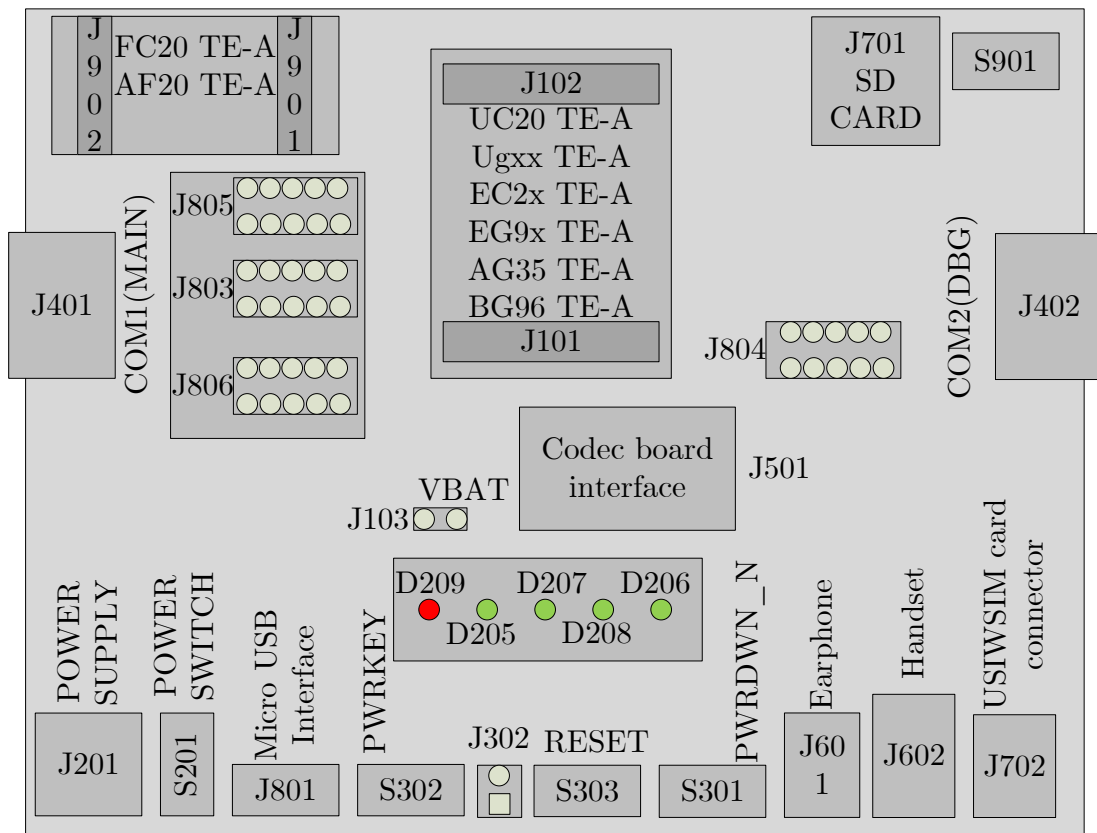 J902
FC20 TE-A
AF20 TE-A
J901
J102
UC20 TE-A
Ugxx TE-A
EC2x TE-A
EG9x TE-A
AG35 TE-A
BG96 TE-A
J101
J701
SD
CARD
S901
J401
COM1(MAIN)
J805
J803
J806
J804
COM2(DBG)
J402
Codec board
interface
J501
VBAT
J103
D209
D207
D206
D205
D208
POWER
SUPPLY
J201
POWER
SWITCH
S201
Micro USB
Interface
J801
PWRKEY
S302
J302
RESET
S303
PWRDWN_N
S301
Earphone
J60
1
Handset
J602
USIWSIM card
connector
J702